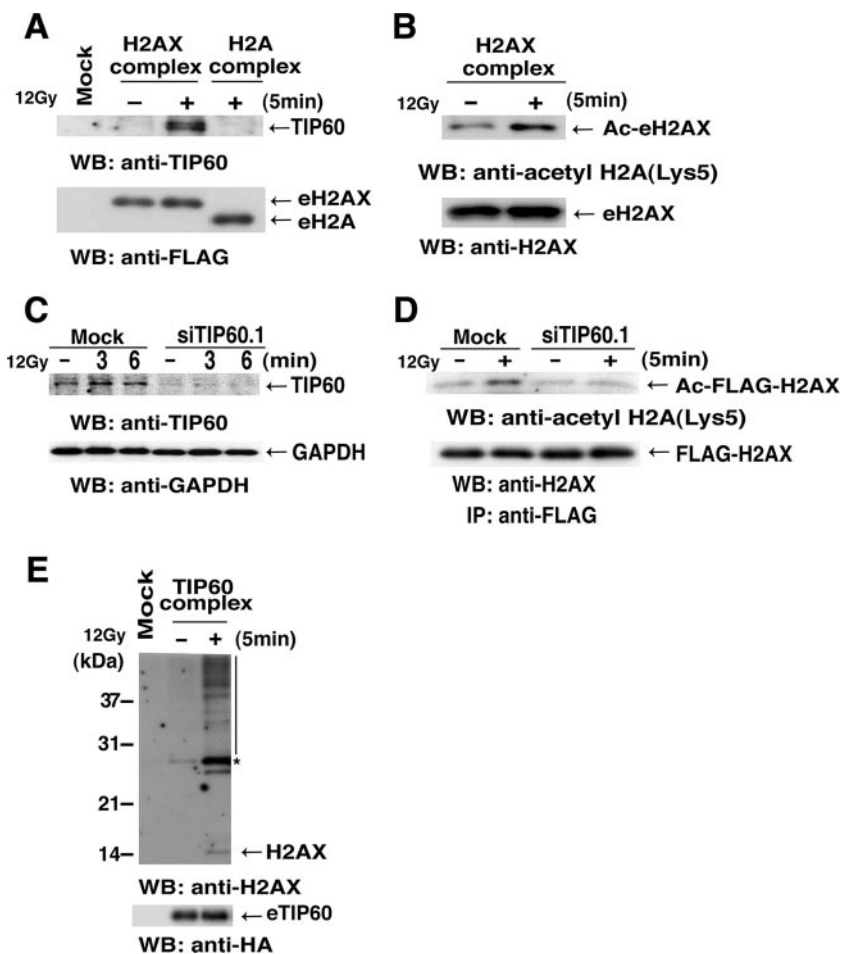 A
Mock
H2AX complex
H2A complex
12Gy − + + (5min)
←TIP60
WB: anti-TIP60
← eH2AX
← eH2A
WB: anti-FLAG
B
H2AX complex
12Gy − + (5min)
← Ac-eH2AX
WB: anti-acetyl H2A(Lys5)
← eH2AX
WB: anti-H2AX
C
Mock siTIP60.1
12Gy − 3 6 − 3 6 (min)
← TIP60
WB: anti-TIP60
← GAPDH
WB: anti-GAPDH
D
Mock siTIP60.1
12Gy − + − + (5min)
← Ac-FLAG-H2AX
WB: anti-acetyl H2A(Lys5)
← FLAG-H2AX
WB: anti-H2AX
IP: anti-FLAG
E
Mock
TIP60 complex
12Gy − + (5min)
(kDa)
37−
31−
*
21−
14−
← H2AX
WB: anti-H2AX
← eTIP60
WB: anti-HA